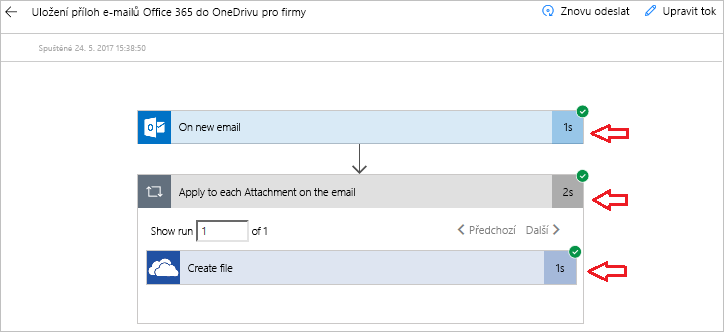 Uložení příloh e-mailů Office 365 do OneDrivu pro firmy Znovu odeslat Upravit tok
Spuštěné 24. 5. 2017 15:38:50
On new email 1s
Apply to each Attachment on the email 2s
Show run 1 of 1 Předchozí Další
Create file 1s